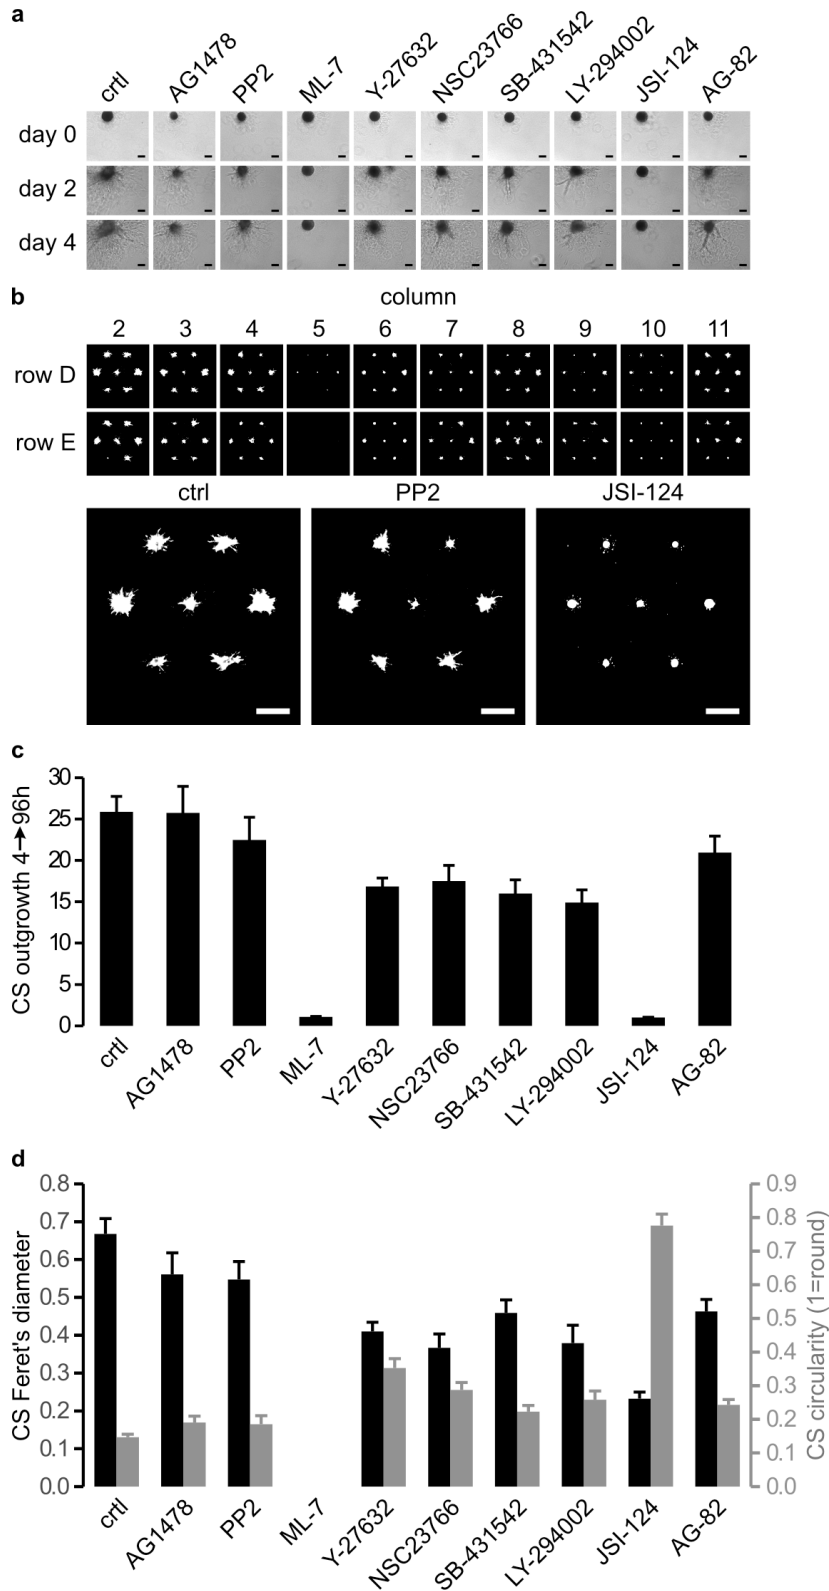 a
crtl AG1478 PP2 ML-7 Y-27632 NSC23766 SB-431542 LY-294002 JSI-124 AG-82
day 0
day 2
day 4
b
column
2 3 4 5 6 7 8 9 10 11
row D
row E
ctrl PP2 JSI-124
c
CS outgrowth 4→96h
30
25
20
15
10
5
0
crtl AG1478 PP2 ML-7 Y-27632 NSC23766 SB-431542 LY-294002 JSI-124 AG-82
d
CS Feret's diameter
0.8
0.7
0.6
0.5
0.4
0.3
0.2
0.1
0.0
0.9
0.8
0.7
0.6
0.5
0.4
0.3
0.2
0.1
0.0
CS circularity (1=round)
crtl AG1478 PP2 ML-7 Y-27632 NSC23766 SB-431542 LY-294002 JSI-124 AG-82